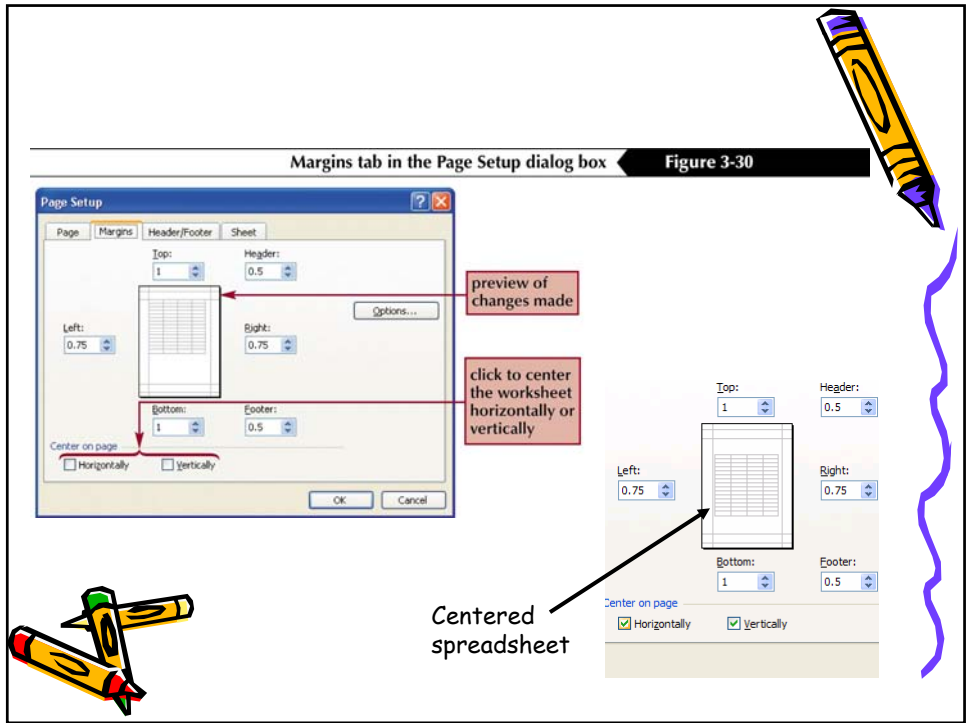 Margins tab in the Page Setup dialog box Figure 3-30
Page Setup
Page Margins Header/Footer Sheet
Top: Header:
1 0.5
Options...
Left: Right:
0.75 0.75
Bottom: Footer:
1 0.5
Center on page
Horizontally Vertically
OK Cancel
preview of
changes made
click to center
the worksheet
horizontally or
vertically
Top: Header:
1 0.5
Left: Right:
0.75 0.75
Bottom: Footer:
1 0.5
Center on page
Horizontally Vertically
Centered
spreadsheet